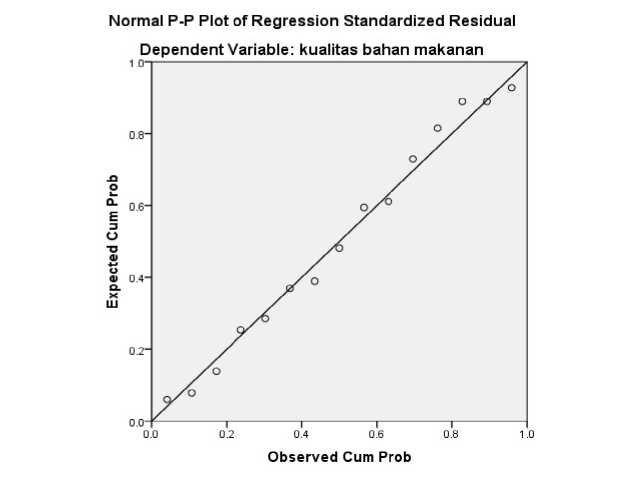 Normal P-P Plot of Regression Standardized Residual
Dependent Variable: kualitas bahan makanan
1.0
0.8
0.6
0.4
0.2
0.0
Expected Cum Prob
0.0 0.2 0.4 0.6 0.8 1.0
Observed Cum Prob